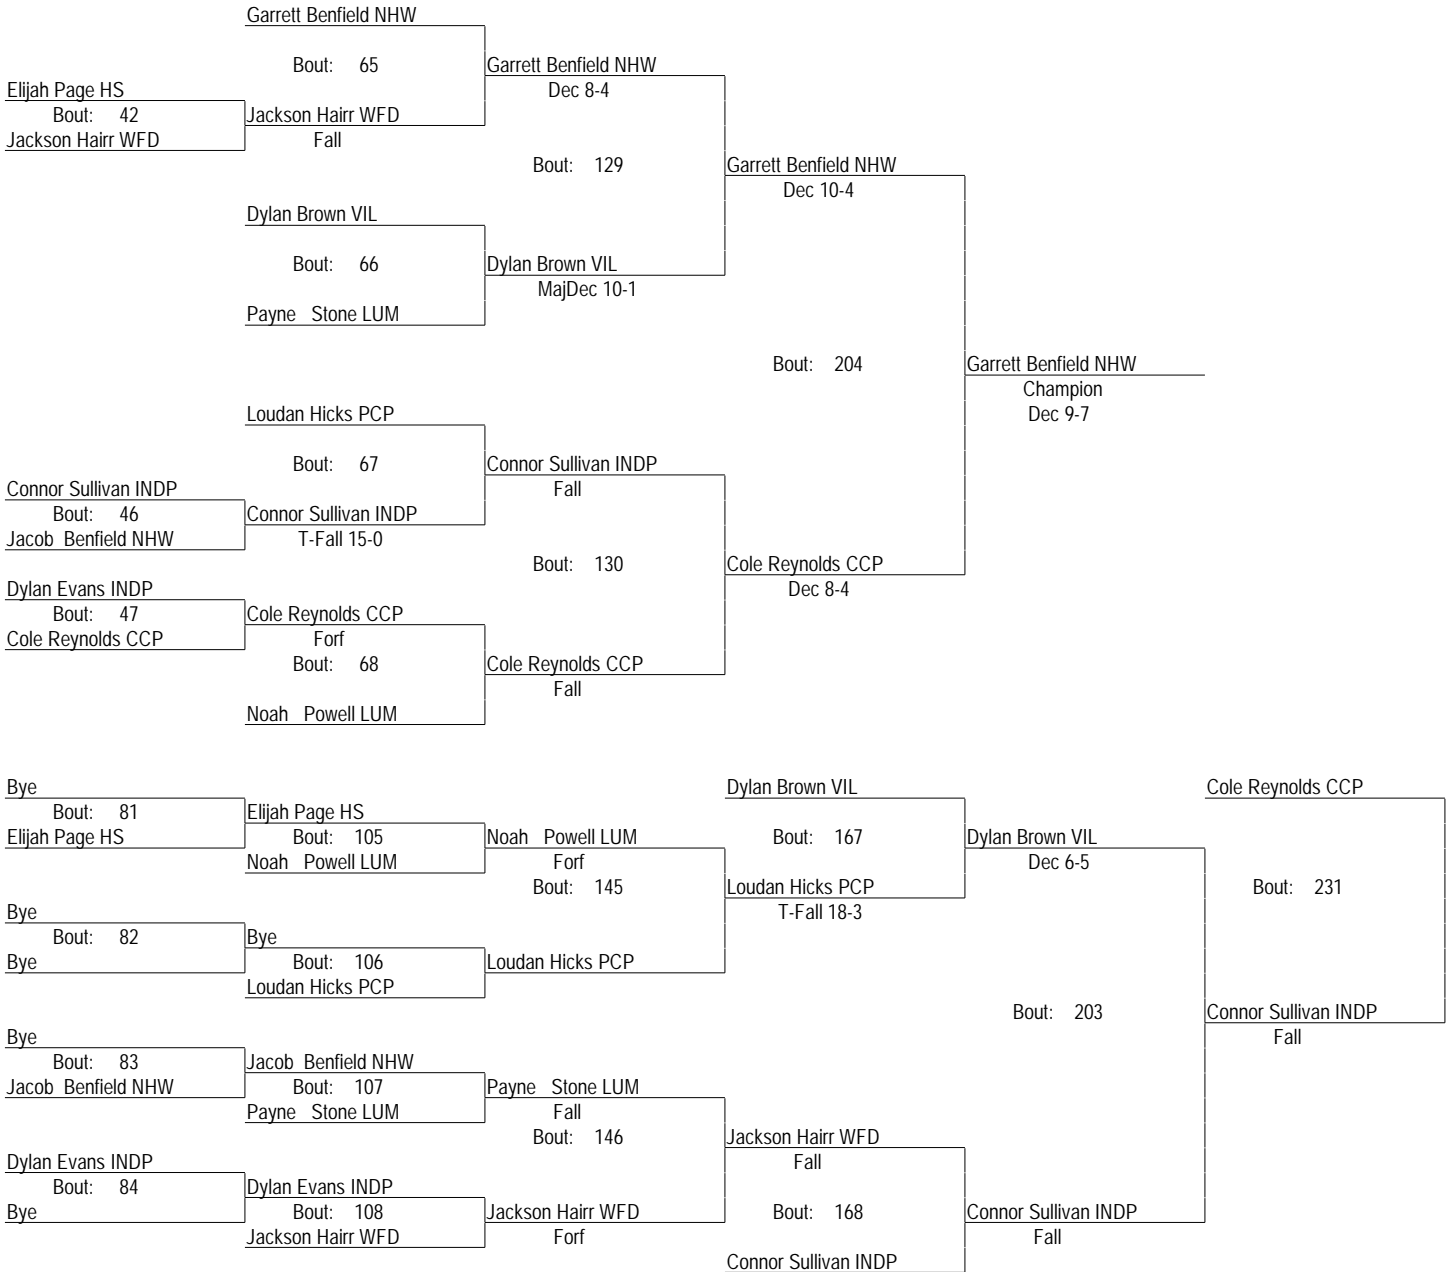 Garrett Benfield NHW
Bout: 65 Garrett Benfield NHW
Elijah Page HS Dec 8-4
Bout: 42 Jackson Hairr WFD
Jackson Hairr WFD Fall
Bout: 129 Garrett Benfield NHW
Dec 10-4
Dylan Brown VIL
Bout: 66 Dylan Brown VIL
MajDec 10-1
Payne Stone LUM
Bout: 204 Garrett Benfield NHW
Champion
Loudan Hicks PCP Dec 9-7
Bout: 67 Connor Sullivan INDP
Connor Sullivan INDP Fall
Bout: 46 Connor Sullivan INDP
Jacob Benfield NHW T-Fall 15-0
Bout: 130 Cole Reynolds CCP
Dylan Evans INDP Dec 8-4
Bout: 47 Cole Reynolds CCP
Cole Reynolds CCP Forf
Bout: 68 Cole Reynolds CCP
Fall
Noah Powell LUM
Bye Dylan Brown VIL Cole Reynolds CCP
Bout: 81 Elijah Page HS
Elijah Page HS Bout: 105 Noah Powell LUM Bout: 167 Dylan Brown VIL
Noah Powell LUM Forf Dec 6-5
Bout: 145 Loudan Hicks PCP Bout: 231
Bye T-Fall 18-3
Bout: 82 Bye
Bye Bout: 106 Loudan Hicks PCP
Loudan Hicks PCP
Bout: 203 Connor Sullivan INDP
Bye Fall
Bout: 83 Jacob Benfield NHW
Jacob Benfield NHW Bout: 107 Payne Stone LUM
Payne Stone LUM Fall
Bout: 146 Jackson Hairr WFD
Dylan Evans INDP Fall
Bout: 84 Dylan Evans INDP
Bye Bout: 108 Jackson Hairr WFD Bout: 168 Connor Sullivan INDP
Jackson Hairr WFD Forf Fall
Connor Sullivan INDP